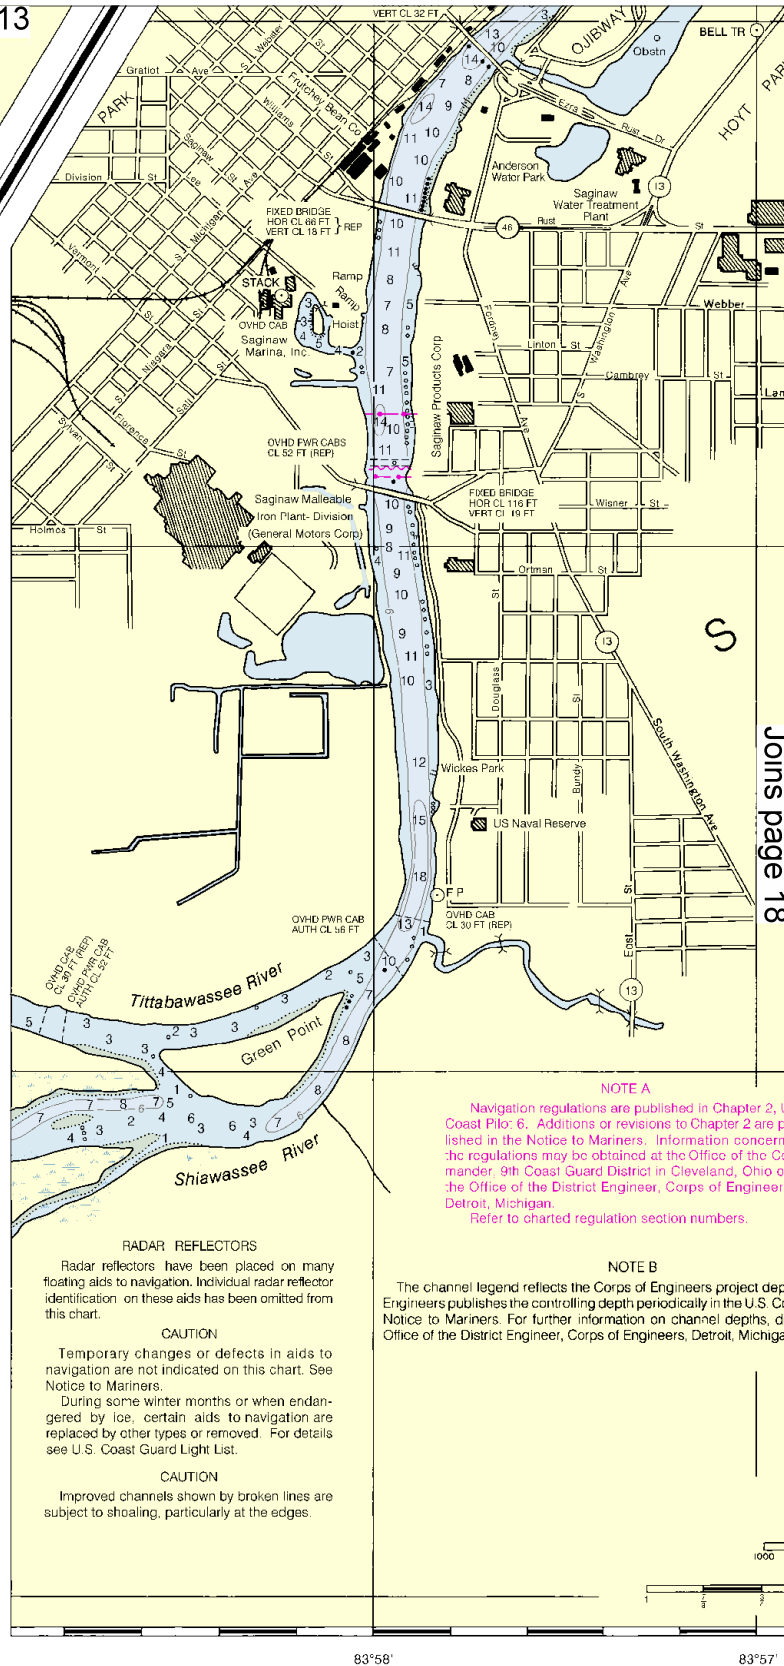 13
VERT CL 32 FT
OJIBWAY
BELL TR
Obstn
Webster
St
Gratiot Ave
Frutchey Bean Co
Williams
St
PARK
Ezra
Rust Dr
HOYT
PAR
Saginaw
Division St
Lee
Ave
Anderson
Water Park
Saginaw
Water Treatment
Plant
13
Michigan
Vermont
FIXED BRIDGE
HOR CL 66 FT
VERT CL 18 FT
REP
46
Rust St
STACK
Ramp
Ramp
Hoist
OVHD CAB
Saginaw
Marina, Inc.
Webber
Fordney
Ave
Washington
Ave
Linton St
Cambrey St
Lan
Niagara
St
Salt
St
Florence
St
Sylvan
Saginaw Products Corp
OVHD PWR CABS
CL 52 FT (REP)
FIXED BRIDGE
HOR CL 116 FT
VERT CL 19 FT
Wisner St
Saginaw Malleable
Iron Plant- Division
(General Motors Corp)
Holmes St
Ortman St
S
13
Douglass
St
Bundy
St
South Washington Ave
Joins page 18
Wickes Park
US Naval Reserve
F P
OVHD PWR CAB
AUTH CL 56 FT
OVHD CAB
CL 30 FT (REP)
East
St
13
OVHD CAB
CL 30 FT (REP)
OVHD PWR CAB
AUTH CL 52 FT
Tittabawassee River
Green Point
Shiawassee River
NOTE A
Navigation regulations are published in Chapter 2, U
Coast Pilot 6. Additions or revisions to Chapter 2 are p
lished in the Notice to Mariners. Information concern
the regulations may be obtained at the Office of the Co
mander, 9th Coast Guard District in Cleveland, Ohio o
the Office of the District Engineer, Corps of Engineer
Detroit, Michigan.
Refer to charted regulation section numbers.
RADAR REFLECTORS
Radar reflectors have been placed on many
floating aids to navigation. Individual radar reflector
identification on these aids has been omitted from
this chart.
NOTE B
The channel legend reflects the Corps of Engineers project dep
Engineers publishes the controlling depth periodically in the U.S. Co
Notice to Mariners. For further information on channel depths, d
Office of the District Engineer, Corps of Engineers, Detroit, Michiga
CAUTION
Temporary changes or defects in aids to
navigation are not indicated on this chart. See
Notice to Mariners.
During some winter months or when endan-
gered by ice, certain aids to navigation are
replaced by other types or removed. For details
see U.S. Coast Guard Light List.
CAUTION
Improved channels shown by broken lines are
subject to shoaling, particularly at the edges.
1000
1
83°58'
83°57'